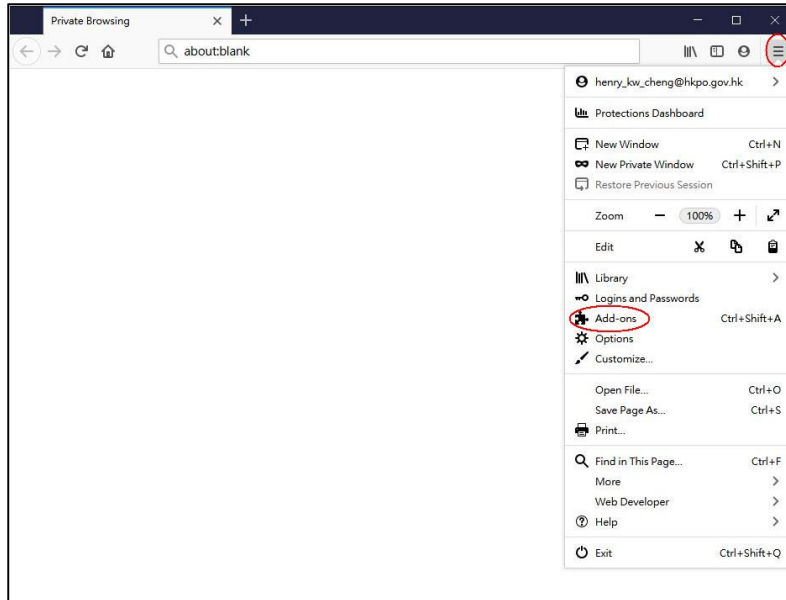 Private Browsing
about:blank
henry_kw_cheng@hkpo.gov.hk
Protections Dashboard
New Window Ctrl+N
New Private Window Ctrl+Shift+P
Restore Previous Session
Zoom 100%
Edit
Library
Logins and Passwords
Add-ons Ctrl+Shift+A
Options
Customize...
Open File... Ctrl+O
Save Page As... Ctrl+S
Print...
Find in This Page... Ctrl+F
More
Web Developer
Help
Exit Ctrl+Shift+Q